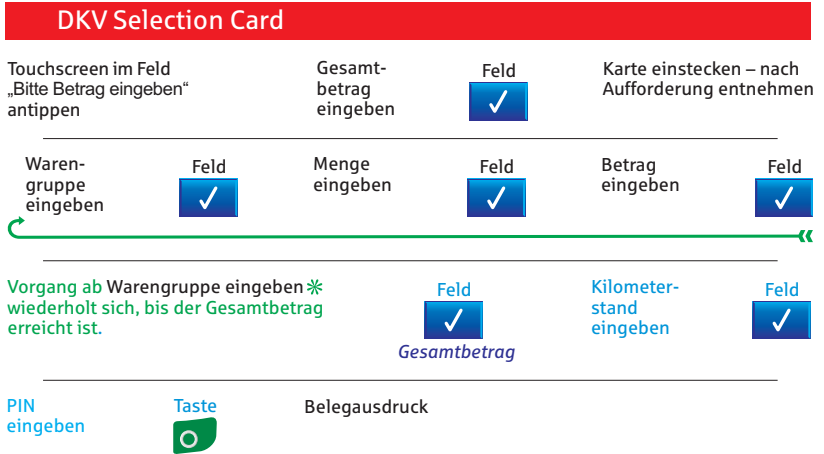 DKV Selection Card
Touchscreen im Feld
„Bitte Betrag eingeben“
antippen
Gesamt-
betrag
eingeben
Feld
Karte einstecken – nach
Aufforderung entnehmen
Waren-
gruppe
eingeben
Feld
Menge
eingeben
Feld
Betrag
eingeben
Feld
Vorgang ab Warengruppe eingeben
wiederholt sich, bis der Gesamtbetrag
erreicht ist.
Feld
Gesamtbetrag
Kilometer-
stand
eingeben
Feld
PIN
eingeben
Taste
Belegausdruck